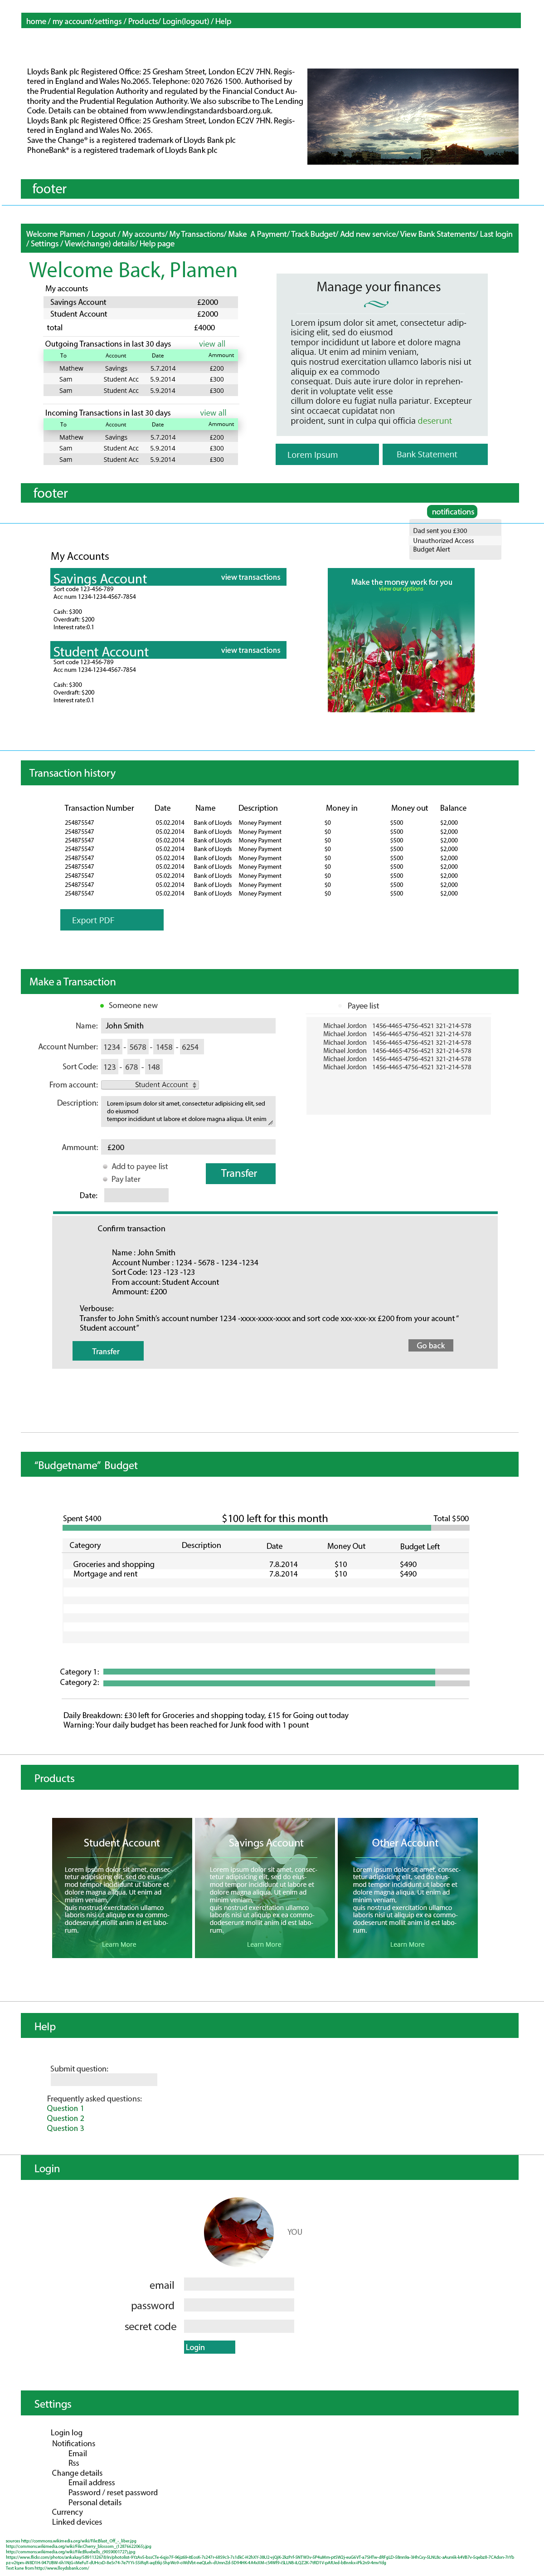 home / my account/settings / Products/ Login(logout) / Help
Lloyds Bank plc Registered Office: 25 Gresham Street, London EC2V 7HN. Regis-
tered in England and Wales No.2065. Telephone: 020 7626 1500. Authorised by
the Prudential Regulation Authority and regulated by the Financial Conduct Au-
thority and the Prudential Regulation Authority. We also subscribe to The Lending
Code. Details can be obtained from www.lendingstandardsboard.org.uk.
Lloyds Bank plc Registered Office: 25 Gresham Street, London EC2V 7HN. Regis-
tered in England and Wales No. 2065.
Save the Change® is a registered trademark of Lloyds Bank plc
PhoneBank® is a registered trademark of Lloyds Bank plc
footer
Welcome Plamen / Logout / My accounts/ My Transactions/ Make A Payment/ Track Budget/ Add new service/ View Bank Statements/ Last login
/ Settings / View(change) details/ Help page
Welcome Back, Plamen
My accounts
Savings Account £2000
Student Account £2000
total £4000
Outgoing Transactions in last 30 days view all
To Account Date Ammount
Mathew Savings 5.7.2014 £200
Sam Student Acc 5.9.2014 £300
Sam Student Acc 5.9.2014 £300
Incoming Transactions in last 30 days view all
To Account Date Ammount
Mathew Savings 5.7.2014 £200
Sam Student Acc 5.9.2014 £300
Sam Student Acc 5.9.2014 £300
Manage your finances
Lorem ipsum dolor sit amet, consectetur adip-
isicing elit, sed do eiusmod
tempor incididunt ut labore et dolore magna
aliqua. Ut enim ad minim veniam,
quis nostrud exercitation ullamco laboris nisi ut
aliquip ex ea commodo
consequat. Duis aute irure dolor in reprehen-
derit in voluptate velit esse
cillum dolore eu fugiat nulla pariatur. Excepteur
sint occaecat cupidatat non
proident, sunt in culpa qui officia deserunt
Lorem Ipsum
Bank Statement
footer
notifications
Dad sent you £300
Unauthorized Access
Budget Alert
My Accounts
Savings Account view transactions
Sort code 123-456-789
Acc num 1234-1234-4567-7854
Cash: $300
Overdraft: $200
Interest rate:0.1
Student Account view transactions
Sort code 123-456-789
Acc num 1234-1234-4567-7854
Cash: $300
Overdraft: $200
Interest rate:0.1
Make the money work for you
view our options
Transaction history
Transaction Number Date Name Description Money in Money out Balance
254875547 05.02.2014 Bank of Lloyds Money Payment $0 $500 $2,000
254875547 05.02.2014 Bank of Lloyds Money Payment $0 $500 $2,000
254875547 05.02.2014 Bank of Lloyds Money Payment $0 $500 $2,000
254875547 05.02.2014 Bank of Lloyds Money Payment $0 $500 $2,000
254875547 05.02.2014 Bank of Lloyds Money Payment $0 $500 $2,000
254875547 05.02.2014 Bank of Lloyds Money Payment $0 $500 $2,000
254875547 05.02.2014 Bank of Lloyds Money Payment $0 $500 $2,000
254875547 05.02.2014 Bank of Lloyds Money Payment $0 $500 $2,000
254875547 05.02.2014 Bank of Lloyds Money Payment $0 $500 $2,000
Export PDF
Make a Transaction
Someone new
Name: John Smith
Account Number: 1234 - 5678 - 1458 - 6254
Sort Code: 123 - 678 - 148
From account: Student Account
Description: Lorem ipsum dolor sit amet, consectetur adipisicing elit, sed
do eiusmod
tempor incididunt ut labore et dolore magna aliqua. Ut enim
Ammount: £200
Add to payee list
Pay later
Transfer
Date:
Payee list
Michael Jordon 1456-4465-4756-4521 321-214-578
Michael Jordon 1456-4465-4756-4521 321-214-578
Michael Jordon 1456-4465-4756-4521 321-214-578
Michael Jordon 1456-4465-4756-4521 321-214-578
Michael Jordon 1456-4465-4756-4521 321-214-578
Michael Jordon 1456-4465-4756-4521 321-214-578
Confirm transaction
Name : John Smith
Account Number : 1234 - 5678 - 1234 -1234
Sort Code: 123 -123 -123
From account: Student Account
Ammount: £200
Verbouse:
Transfer to John Smith's account number 1234 -xxxx-xxxx-xxxx and sort code xxx-xxx-xx £200 from your acount "
Student account"
Transfer
Go back
"Budgetname" Budget
Spent $400 $100 left for this month Total $500
Category Description Date Money Out Budget Left
Groceries and shopping 7.8.2014 $10 $490
Mortgage and rent 7.8.2014 $10 $490
Category 1:
Category 2:
Daily Breakdown: £30 left for Groceries and shopping today, £15 for Going out today
Warning: Your daily budget has been reached for Junk food with 1 pount
Products
Student Account
Lorem ipsum dolor sit amet, consec-
tetur adipisicing elit, sed do eius-
mod tempor incididunt ut labore et
dolore magna aliqua. Ut enim ad
minim veniam,
quis nostrud exercitation ullamco
laboris nisi ut aliquip ex ea commo-
dodeserunt mollit anim id est labo-
rum.
Learn More
Savings Account
Lorem ipsum dolor sit amet, consec-
tetur adipisicing elit, sed do eius-
mod tempor incididunt ut labore et
dolore magna aliqua. Ut enim ad
minim veniam,
quis nostrud exercitation ullamco
laboris nisi ut aliquip ex ea commo-
dodeserunt mollit anim id est labo-
rum.
Learn More
Other Account
Lorem ipsum dolor sit amet, consec-
tetur adipisicing elit, sed do eius-
mod tempor incididunt ut labore et
dolore magna aliqua. Ut enim ad
minim veniam,
quis nostrud exercitation ullamco
laboris nisi ut aliquip ex ea commo-
dodeserunt mollit anim id est labo-
rum.
Learn More
Help
Submit question:
Frequently asked questions:
Question 1
Question 2
Question 3
Login
YOU
email
password
secret code
Login
Settings
Login log
Notifications
Email
Rss
Change details
Email address
Password / reset password
Personal details
Currency
Linked devices
Text kane from http://www.lloydsbank.com/